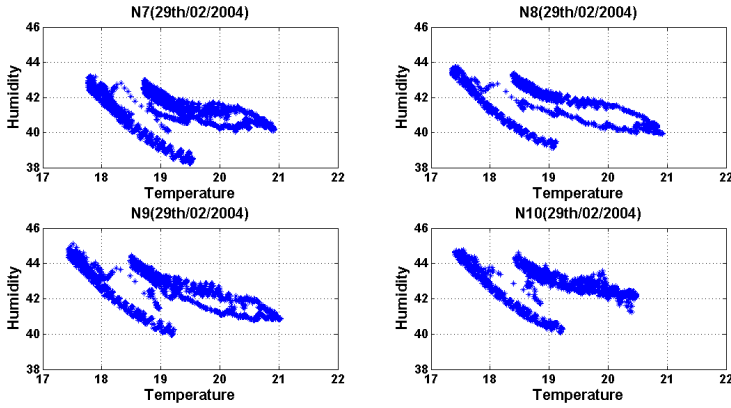 N7(29th/02/2004)
Humidity
46
44
42
40
38
17 18 19 20 21 22
Temperature
N8(29th/02/2004)
Humidity
46
44
42
40
38
17 18 19 20 21 22
Temperature
N9(29th/02/2004)
Humidity
46
44
42
40
38
17 18 19 20 21 22
Temperature
N10(29th/02/2004)
Humidity
46
44
42
40
38
17 18 19 20 21 22
Temperature